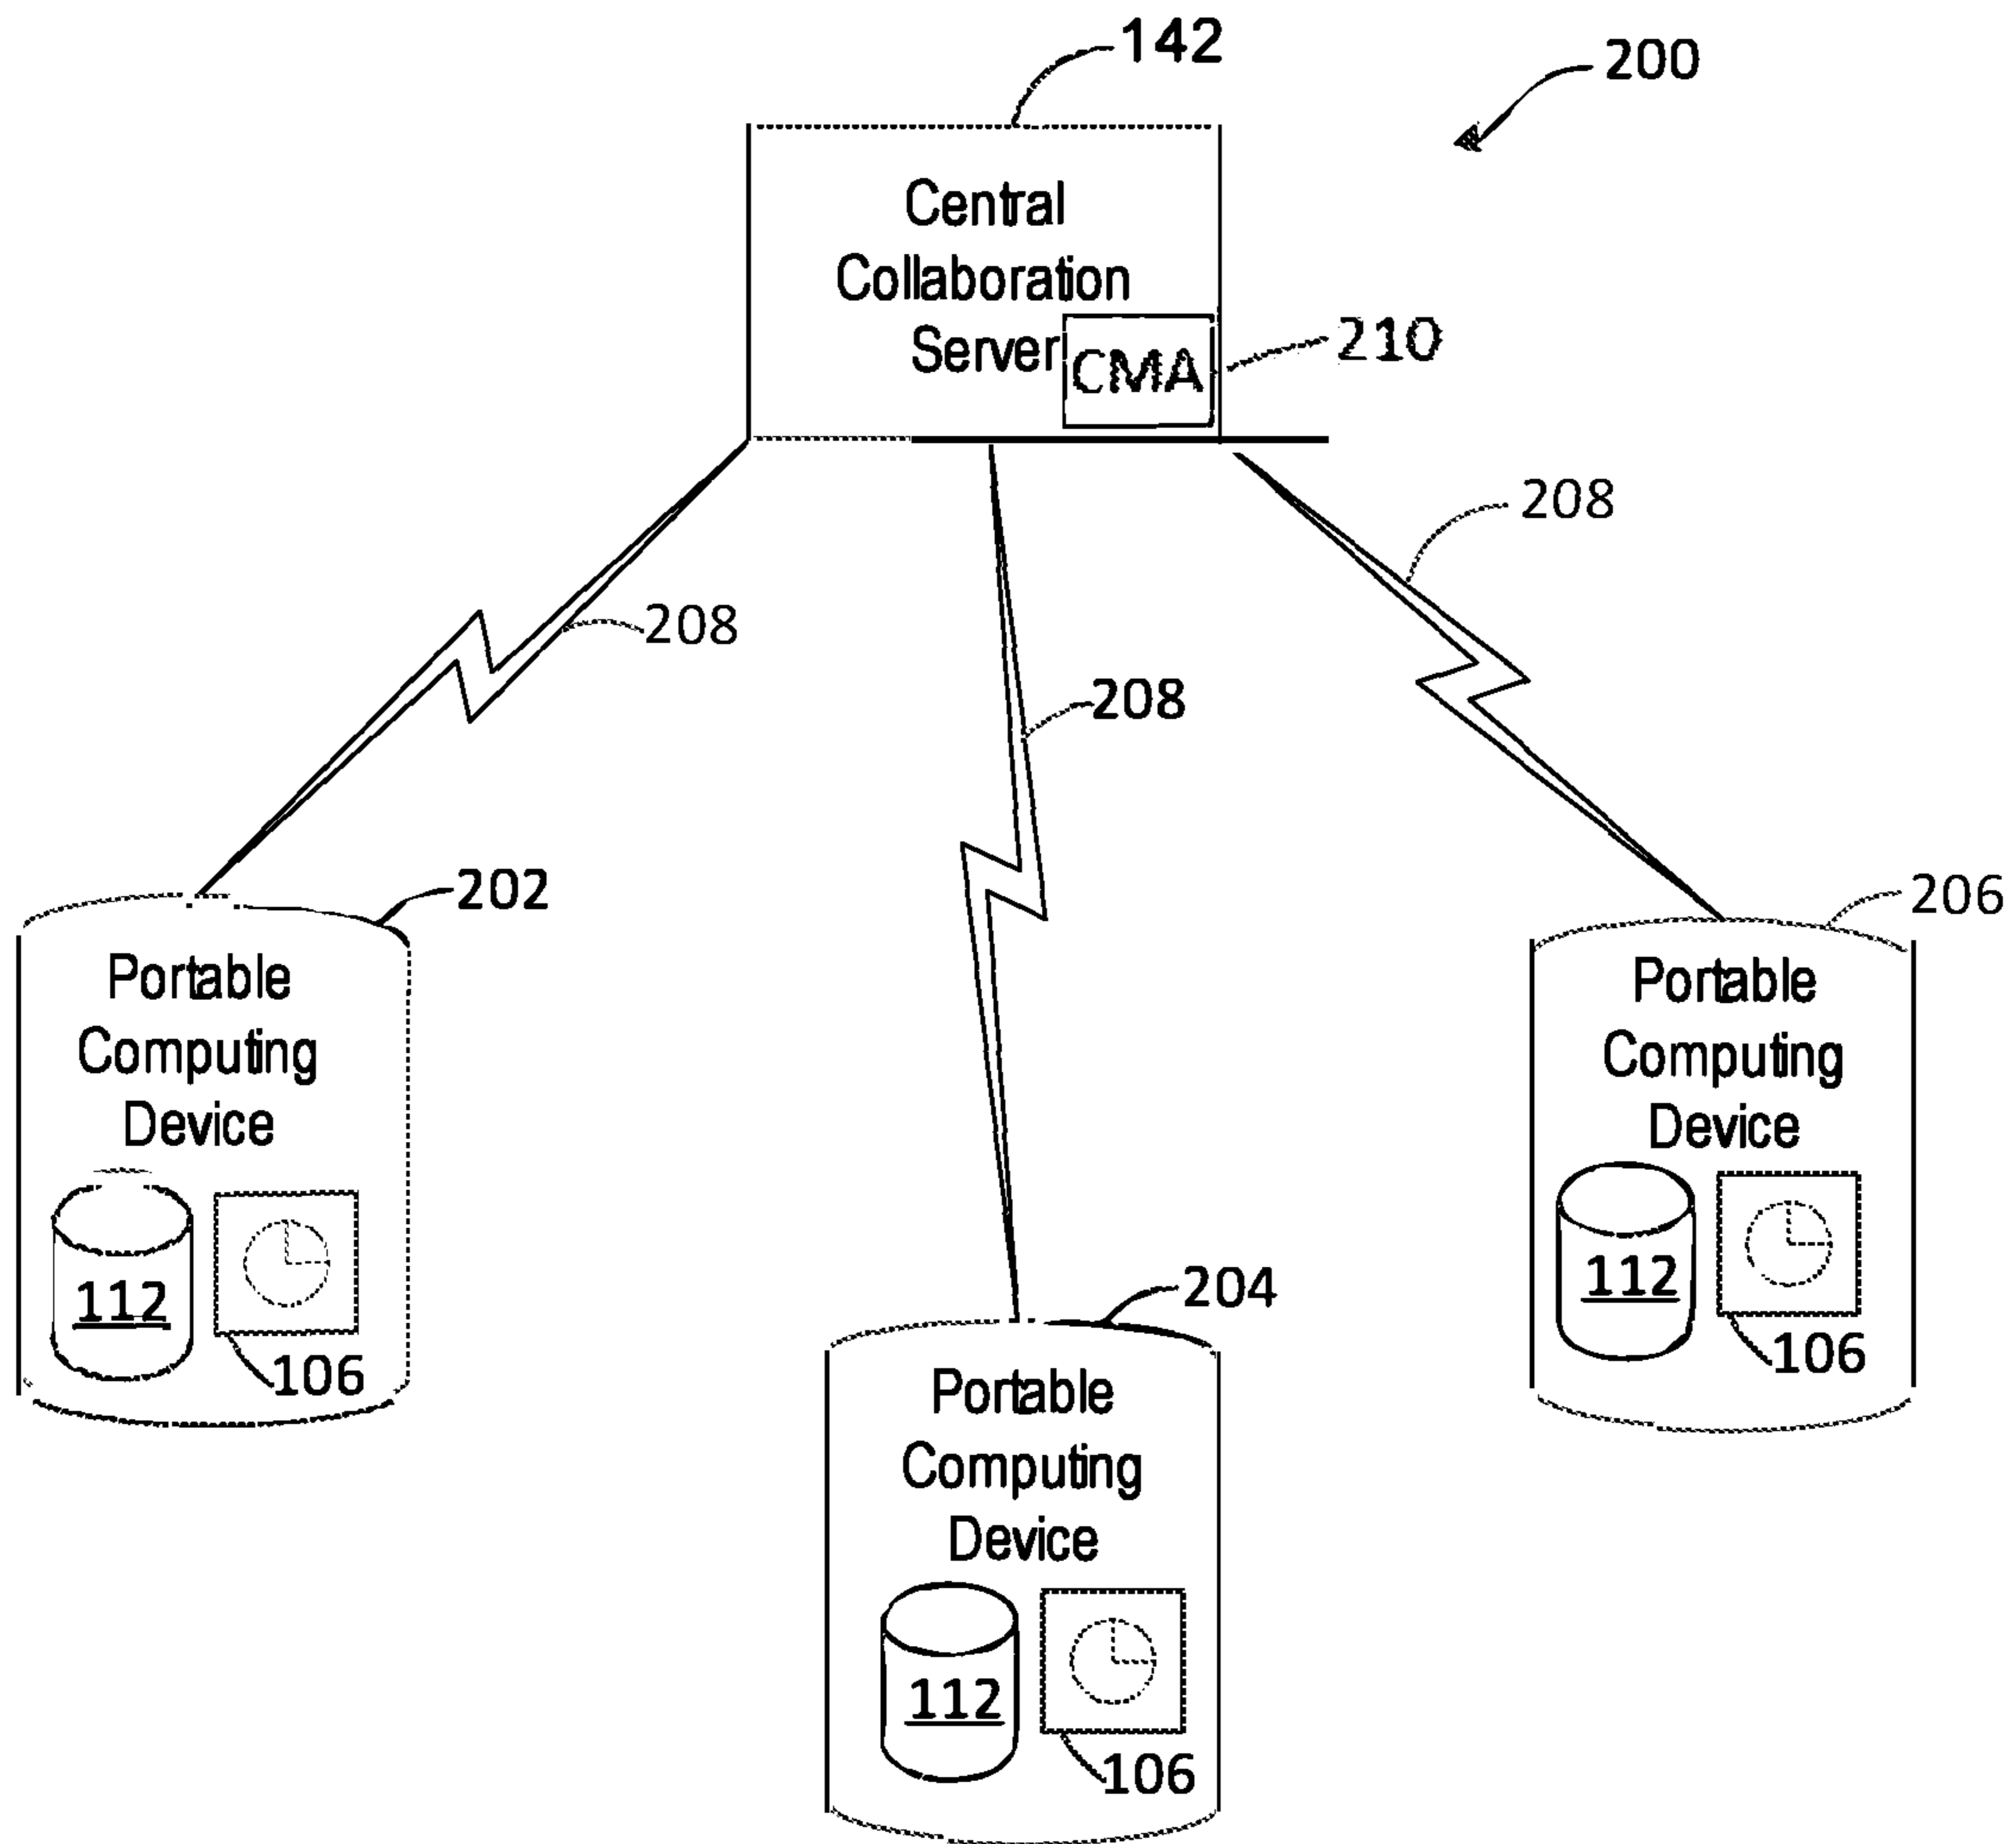 142
200
Central
Collaboration
Server
CMA
210
208
208
208
202
206
Portable
Computing
Device
112
106
Portable
Computing
Device
112
106
204
Portable
Computing
Device
112
106